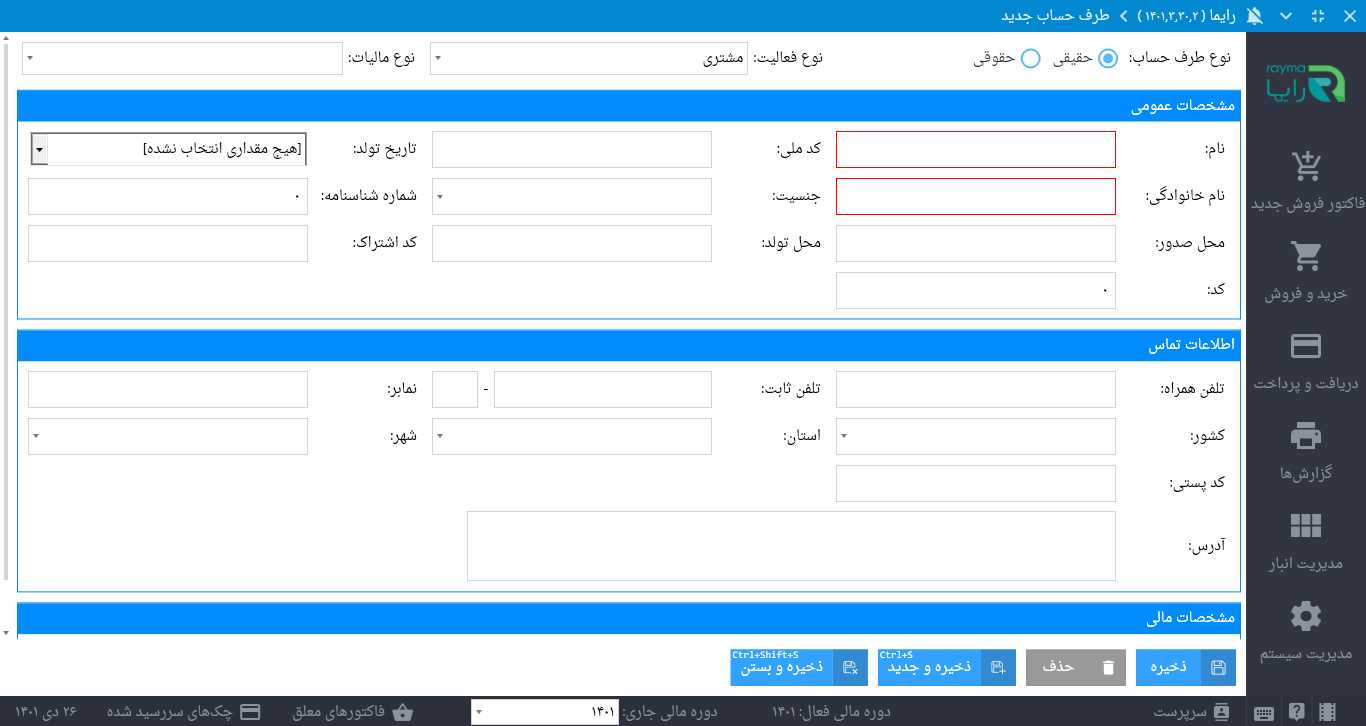 رایما ( ۱۴۰۱,۳,۳۰,۲ ) > طرف حساب جدید
نوع طرف حساب: حقیقی حقوقی نوع فعالیت: مشتری نوع مالیات:
مشخصات عمومی
نام: کد ملی: تاریخ تولد: [هیچ مقداری انتخاب نشده]
نام خانوادگی: جنسیت: شماره شناسنامه: ۰
محل صدور: محل تولد: کد اشتراک:
کد: ۰
اطلاعات تماس
تلفن همراه: تلفن ثابت: - نمابر:
کشور: استان: شهر:
کد پستی:
آدرس:
مشخصات مالی
ذخیره
حذف
Ctrl+S
ذخیره و جدید
Ctrl+Shift+S
ذخیره و بستن
rayma
رایما
فاکتور فروش جدید
خرید و فروش
دریافت و پرداخت
گزارش‌ها
مدیریت انبار
مدیریت سیستم
سرپرست دوره مالی فعال: ۱۴۰۱ دوره مالی جاری: ۱۴۰۱ فاکتورهای معلق چک‌های سررسید شده ۲۶ دی ۱۴۰۱